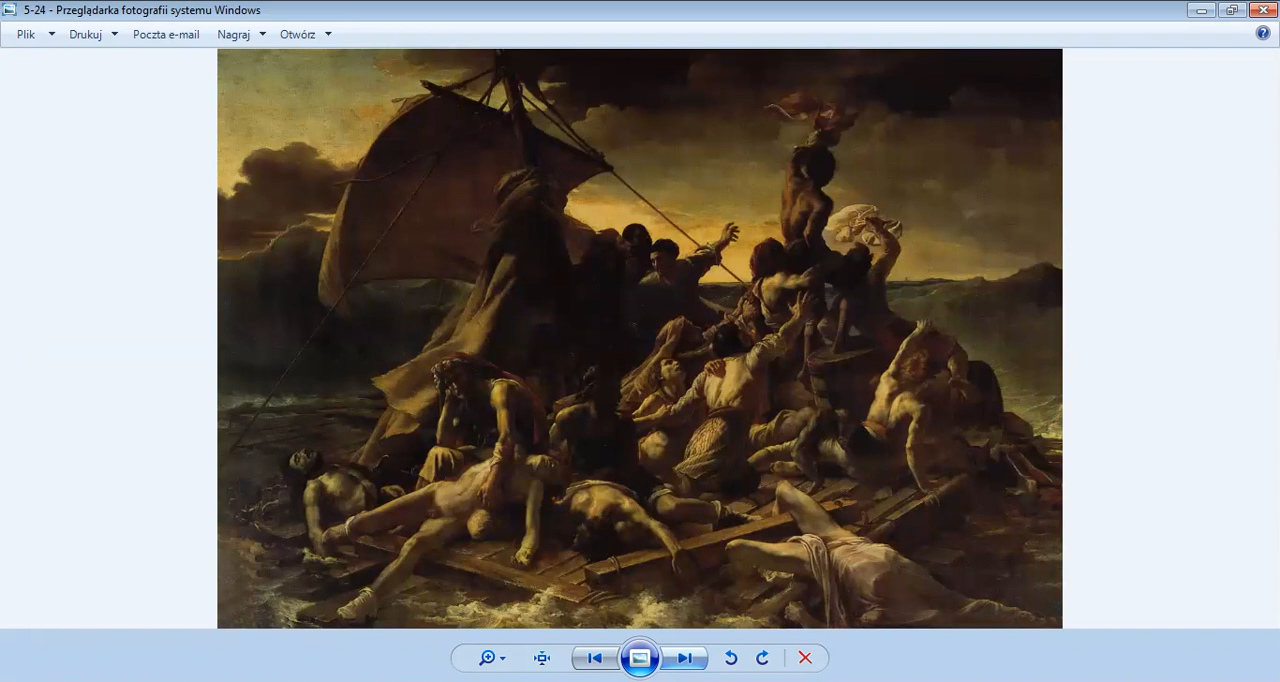 5-24 - Przeglądarka fotografii systemu Windows
Plik Drukuj Poczta e-mail Nagraj Otwórz